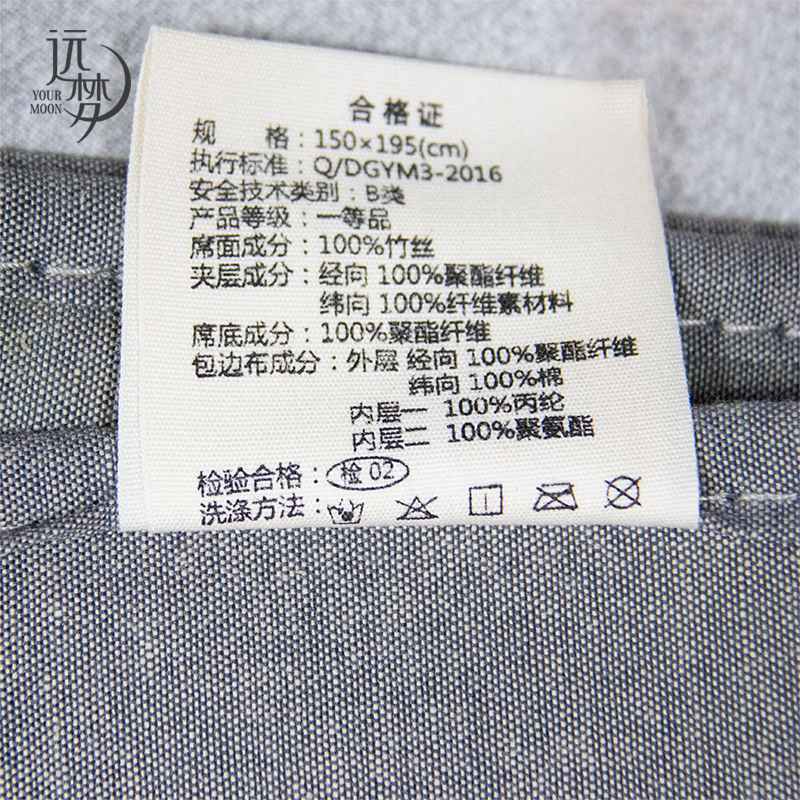 远梦
YOUR
MOON
合格证
规 格：150×195(cm)
执行标准：Q/DGYM3-2016
安全技术类别：B类
产品等级：一等品
席面成分：100%竹丝
夹层成分：经向 100%聚酯纤维
纬向 100%纤维素材料
席底成分：100%聚酯纤维
包边布成分：外层 经向 100%聚酯纤维
纬向 100%棉
内层一 100%丙纶
内层二 100%聚氨酯
检验合格：检 02
洗涤方法：